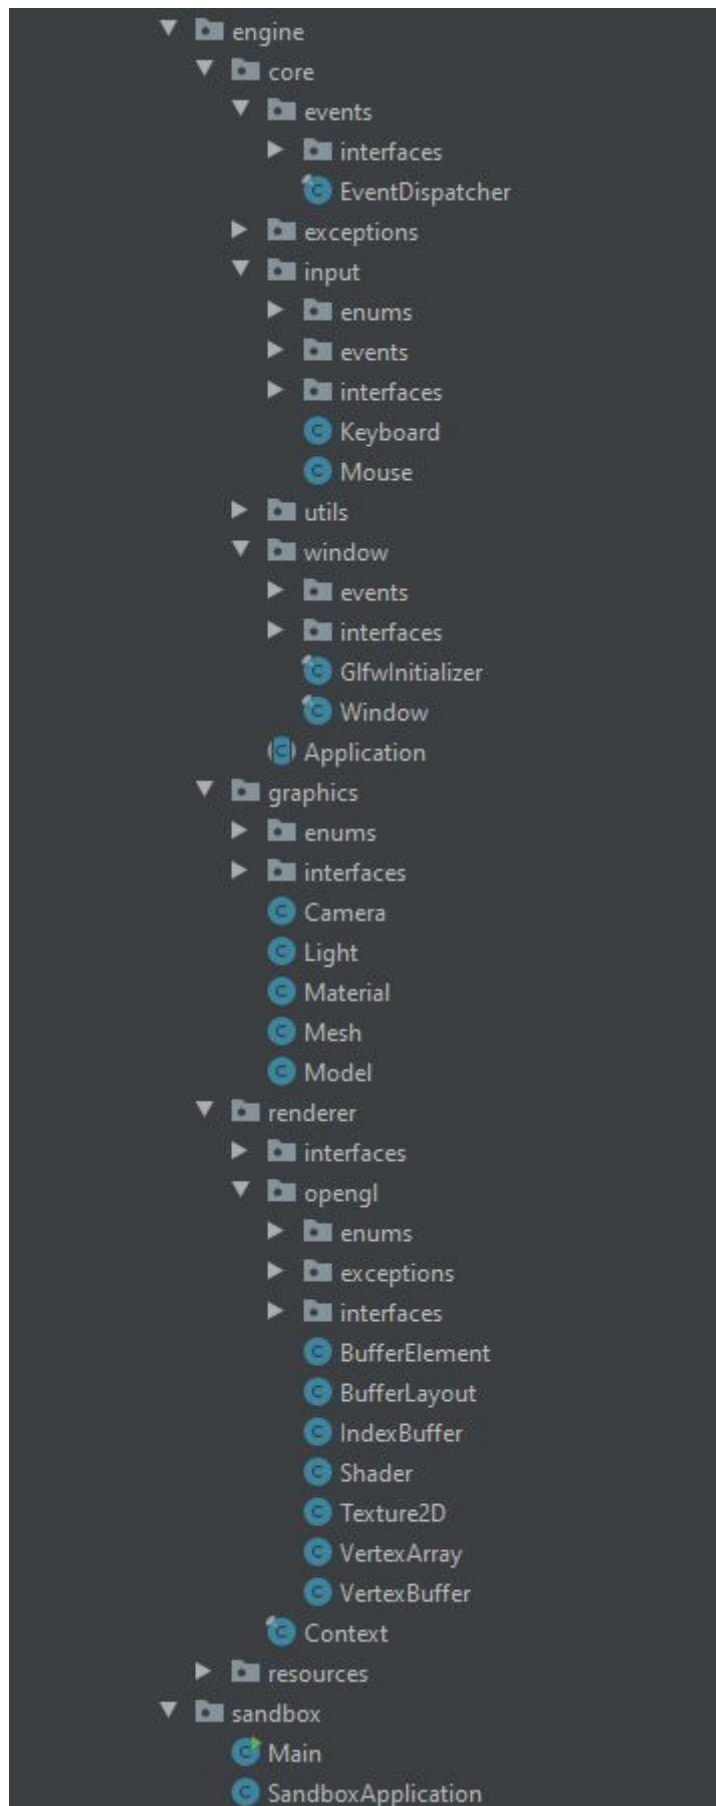 engine
core
events
interfaces
EventDispatcher
exceptions
input
enums
events
interfaces
Keyboard
Mouse
utils
window
events
interfaces
GlfwInitializer
Window
Application
graphics
enums
interfaces
Camera
Light
Material
Mesh
Model
renderer
interfaces
opengl
enums
exceptions
interfaces
BufferElement
BufferLayout
IndexBuffer
Shader
Texture2D
VertexArray
VertexBuffer
Context
resources
sandbox
Main
SandboxApplication